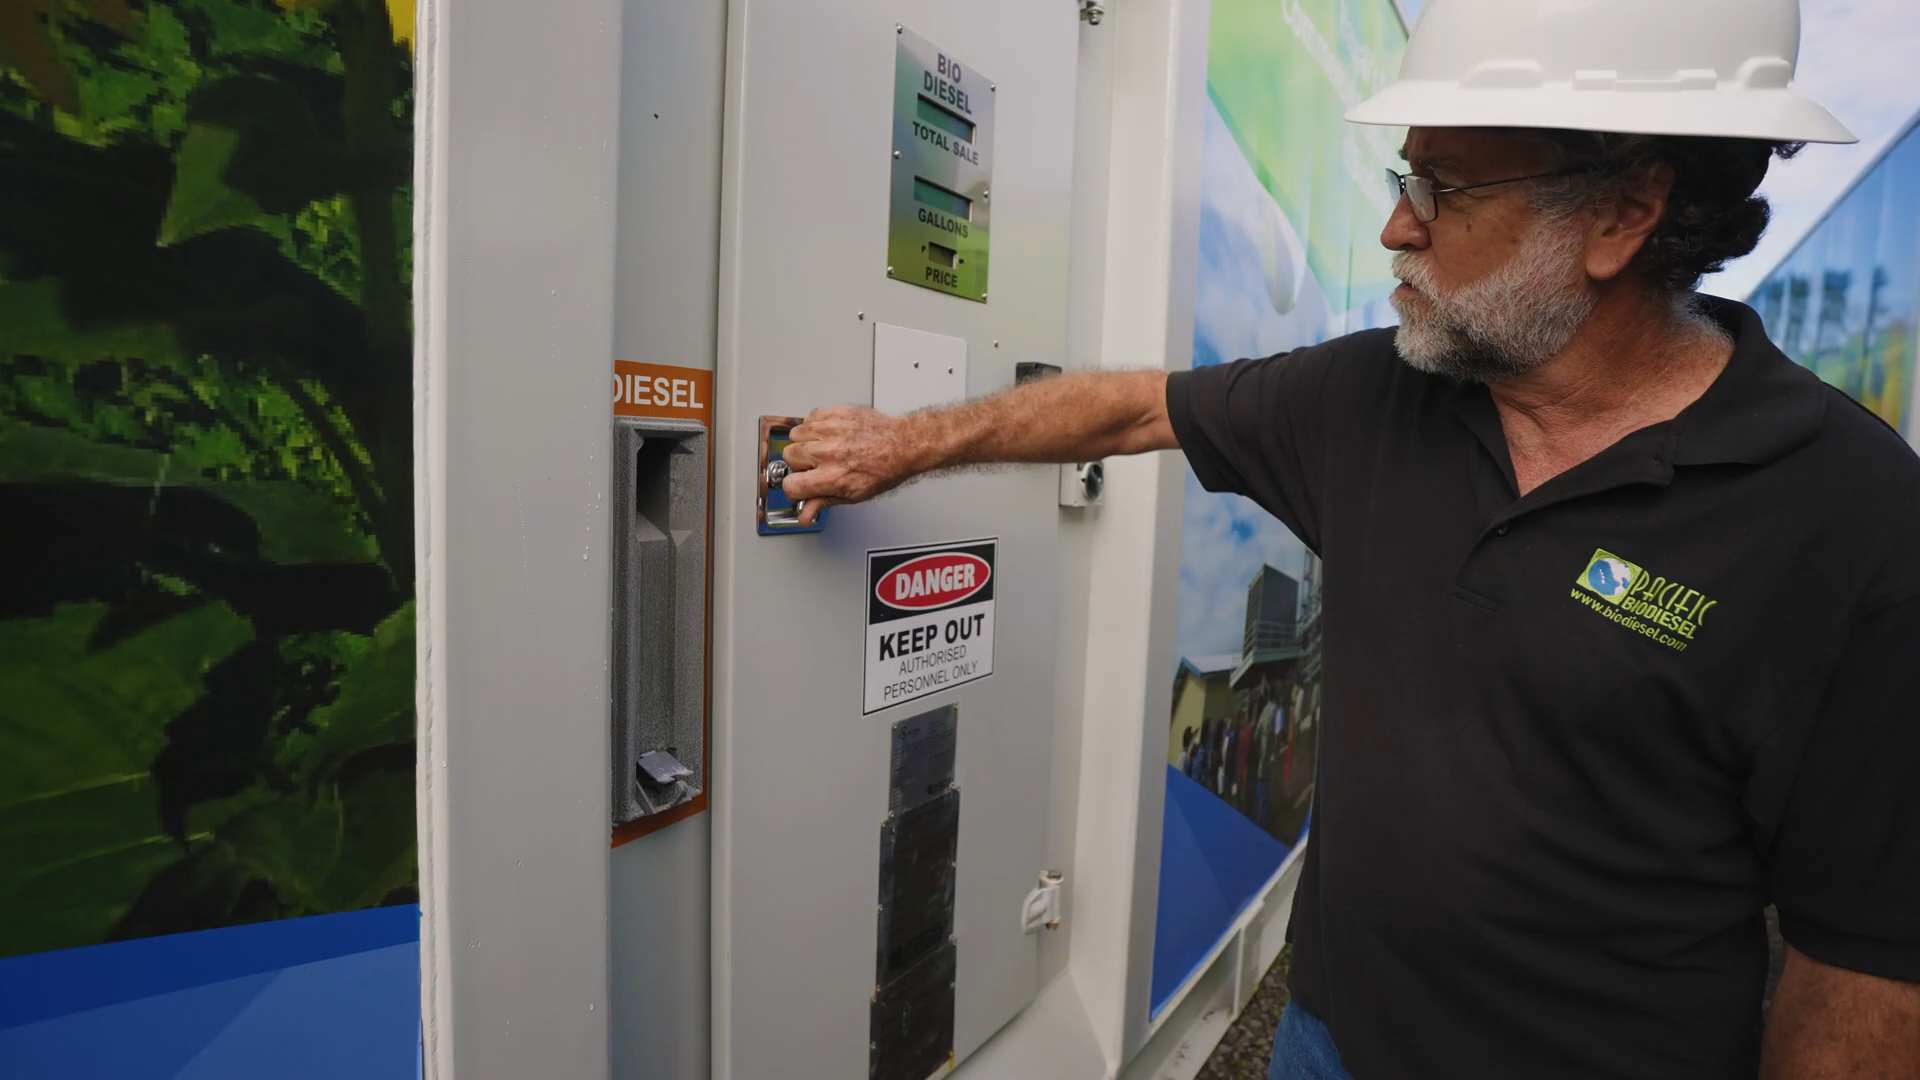 BIO
DIESEL
TOTAL SALE
GALLONS
PRICE
DIESEL
DANGER
KEEP OUT
AUTHORISED
PERSONNEL ONLY
PACIFIC
BIODIESEL
www.biodiesel.com